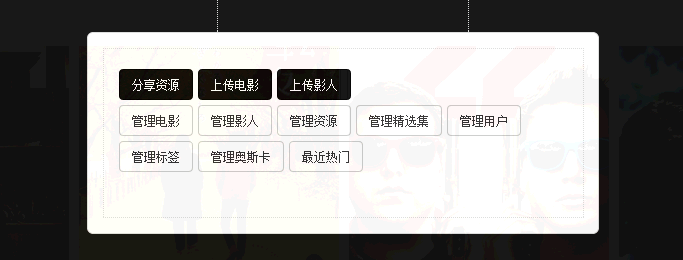 分享资源 上传电影 上传影人
管理电影 管理影人 管理资源 管理精选集 管理用户
管理标签 管理奥斯卡 最近热门